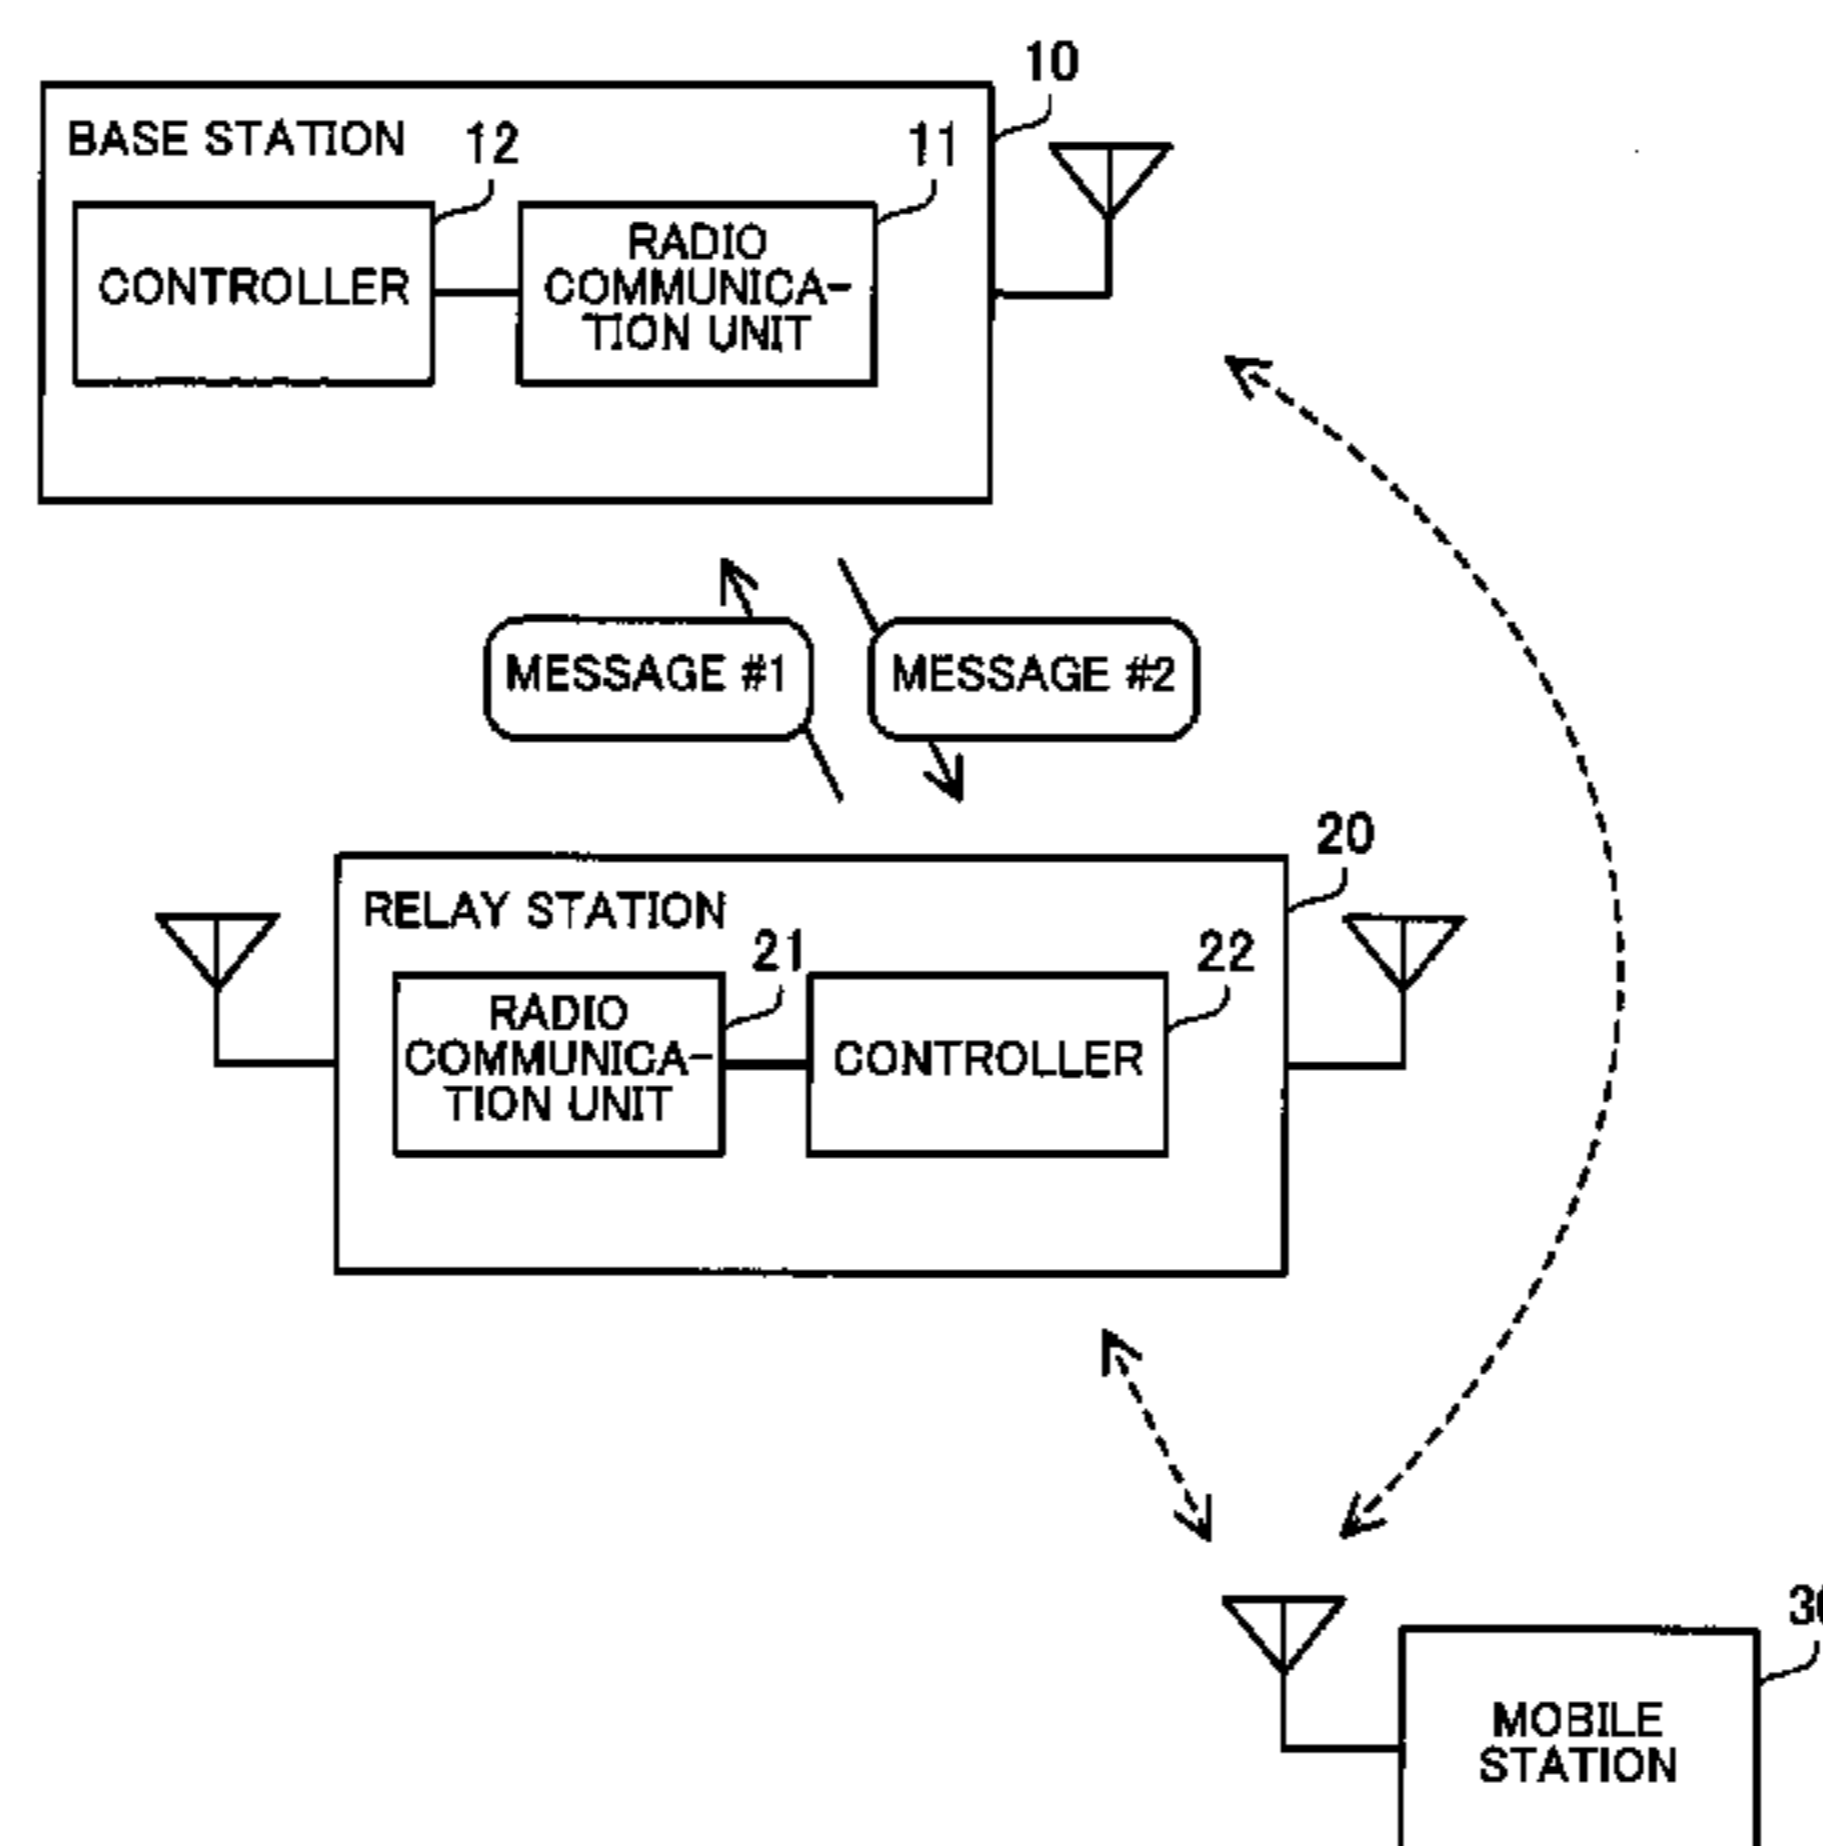 10
BASE STATION
12
11
CONTROLLER
RADIO
COMMUNICA-
TION UNIT
MESSAGE #1
MESSAGE #2
20
RELAY STATION
21
22
RADIO
COMMUNICA-
TION UNIT
CONTROLLER
MOBILE
STATION